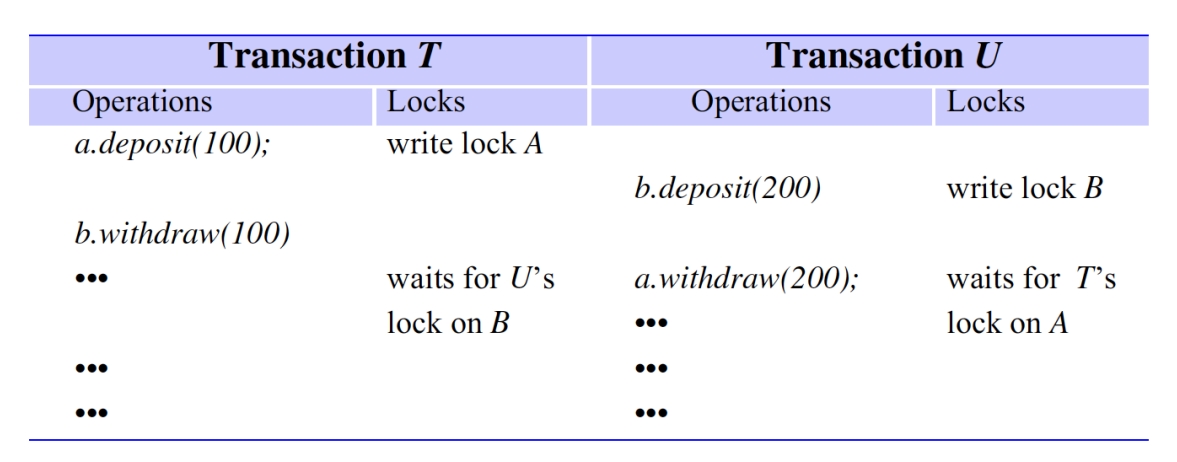 Transaction T Transaction U
Operations Locks Operations Locks
a.deposit(100); write lock A
b.deposit(200) write lock B
b.withdraw(100)
••• waits for U's a.withdraw(200); waits for T's
lock on B ••• lock on A
••• •••
••• •••